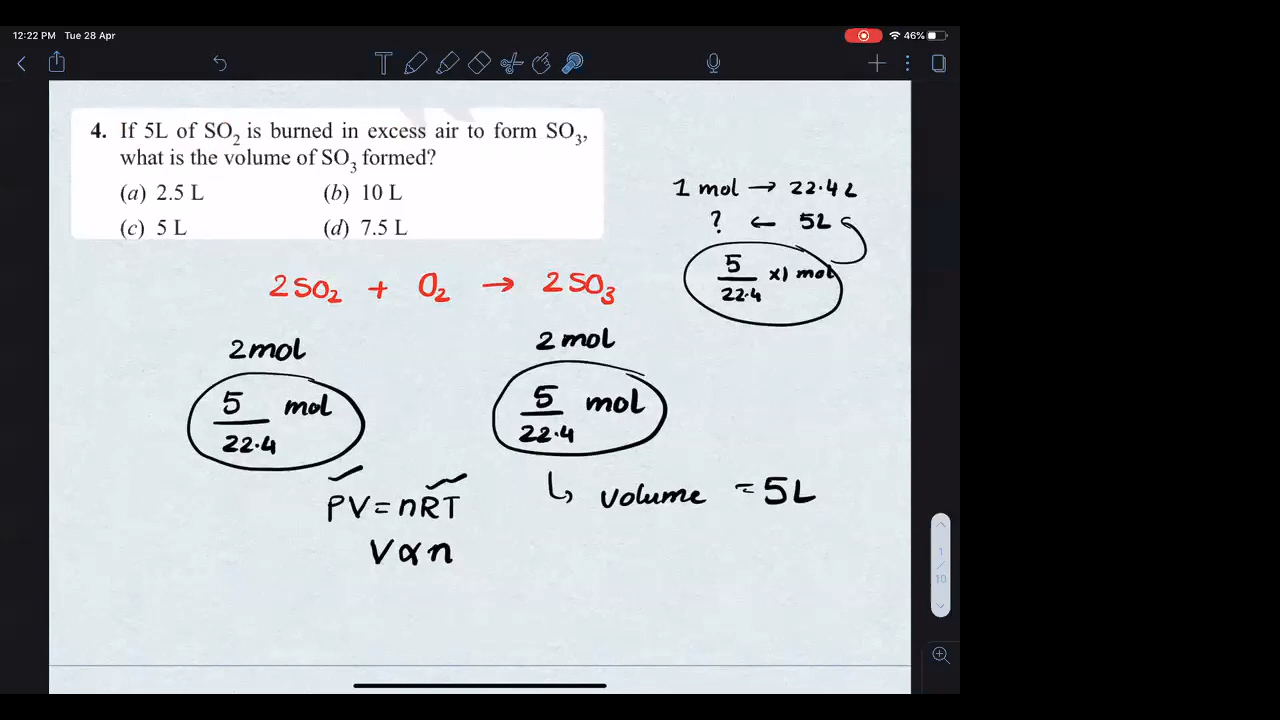 12:22 PM Tue 28 Apr
46%
4. If 5L of SO₂ is burned in excess air to form SO₃,
what is the volume of SO₃ formed?
(a) 2.5 L (b) 10 L
(c) 5 L (d) 7.5 L
1 mol → 22.4 L
? ← 5L
5/22.4 ×1 mol
2SO₂ + O₂ → 2SO₃
2mol 2 mol
5/22.4 mol 5/22.4 mol
PV = nRT ↳ volume = 5L
V∝n
1
/
10